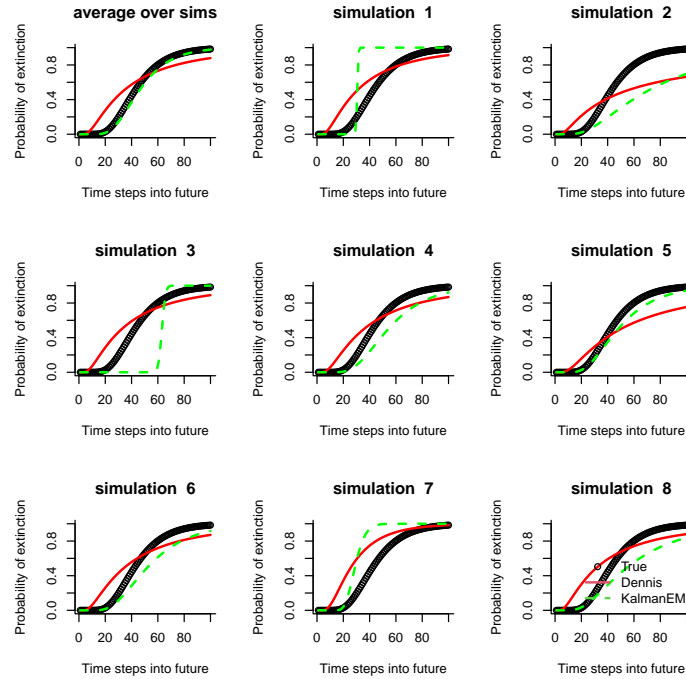 average over sims
Probability of extinction
0.0 0.4 0.8
0 20 40 60 80
Time steps into future
simulation 1
Probability of extinction
0.0 0.4 0.8
0 20 40 60 80
Time steps into future
simulation 2
Probability of extinction
0.0 0.4 0.8
0 20 40 60 80
Time steps into future
simulation 3
Probability of extinction
0.0 0.4 0.8
0 20 40 60 80
Time steps into future
simulation 4
Probability of extinction
0.0 0.4 0.8
0 20 40 60 80
Time steps into future
simulation 5
Probability of extinction
0.0 0.4 0.8
0 20 40 60 80
Time steps into future
simulation 6
Probability of extinction
0.0 0.4 0.8
0 20 40 60 80
Time steps into future
simulation 7
Probability of extinction
0.0 0.4 0.8
0 20 40 60 80
Time steps into future
simulation 8
Probability of extinction
0.0 0.4 0.8
True
Dennis
KalmanEM
0 20 40 60 80
Time steps into future